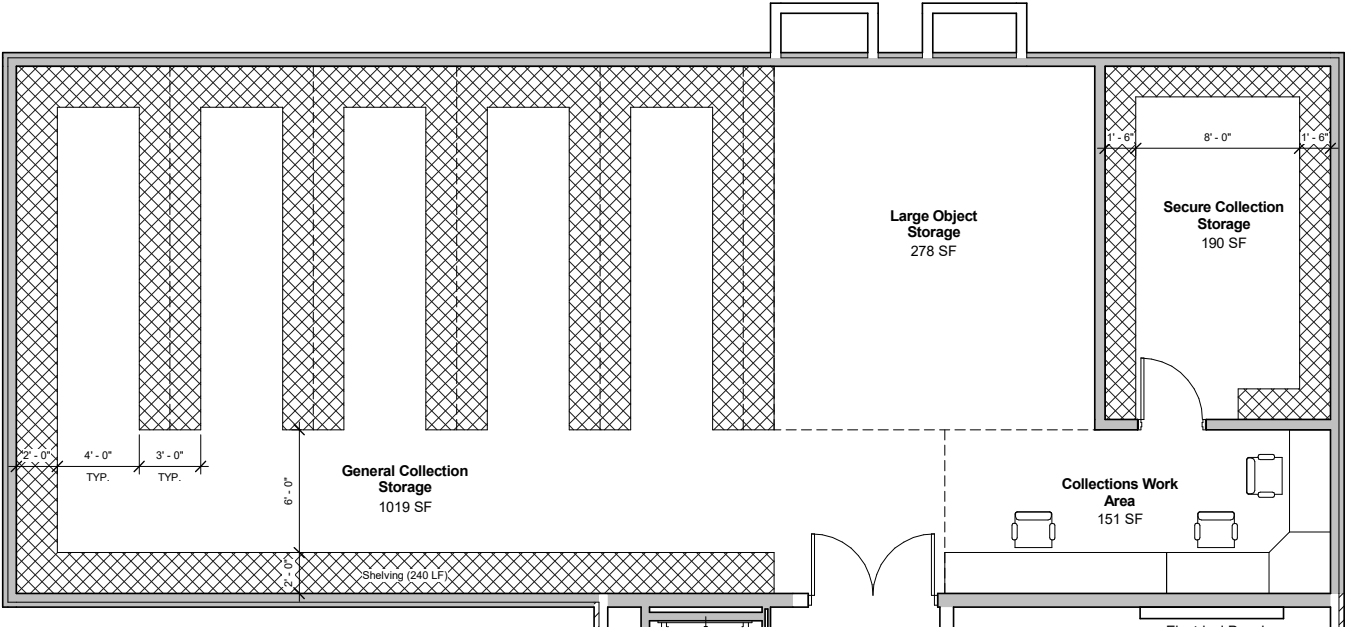 1' - 6"
8' - 0"
1' - 6"
Large Object
Storage
278 SF
Secure Collection
Storage
190 SF
2' - 0"
4' - 0"
TYP.
3' - 0"
TYP.
6' - 0"
General Collection
Storage
1019 SF
Collections Work
Area
151 SF
2' - 0"
Shelving (240 LF)